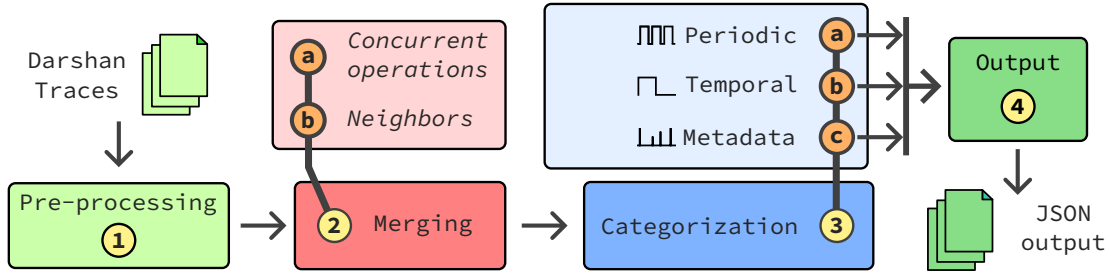 Darshan
Traces
Pre-processing
1
a
Concurrent
operations
b
Neighbors
2
Merging
Periodic
a
Temporal
b
Metadata
c
Categorization
3
Output
4
JSON
output